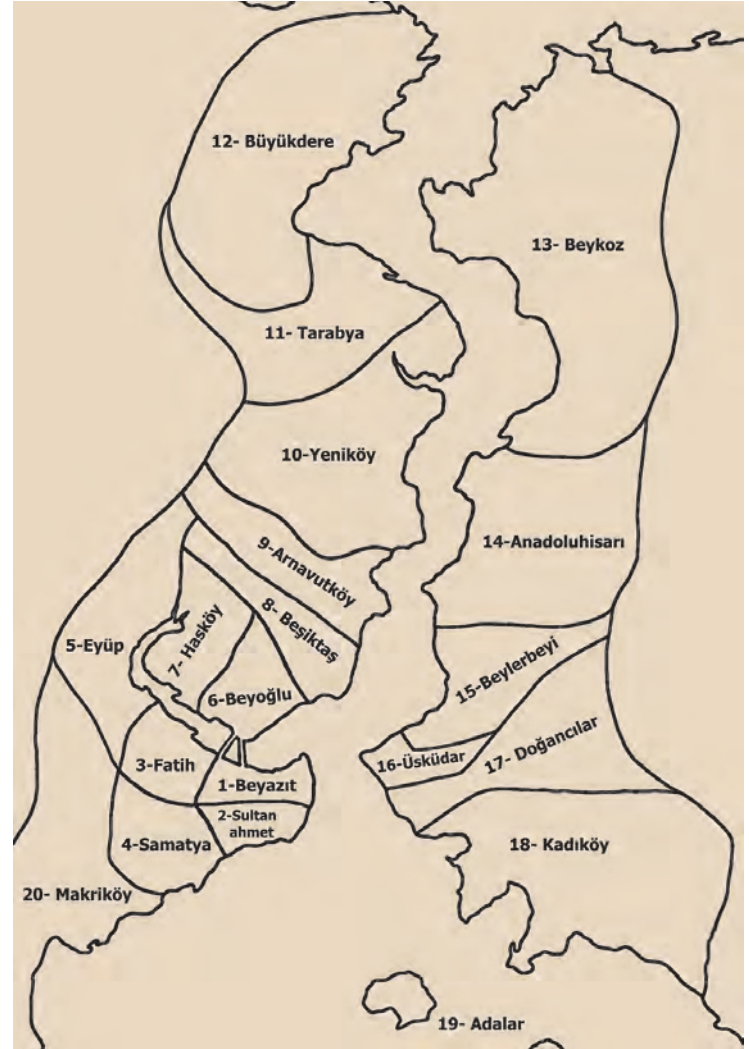 12- Büyükdere
13- Beykoz
11- Tarabya
10-Yeniköy
14-Anadoluhisarı
9-Arnavutköy
8- Beşiktaş
7- Hasköy
5-Eyüp
15-Beylerbeyi
6-Beyoğlu
17- Doğancılar
16-Üsküdar
3-Fatih
1-Beyazıt
2-Sultan
ahmet
4-Samatya
18- Kadıköy
20- Makriköy
19- Adalar